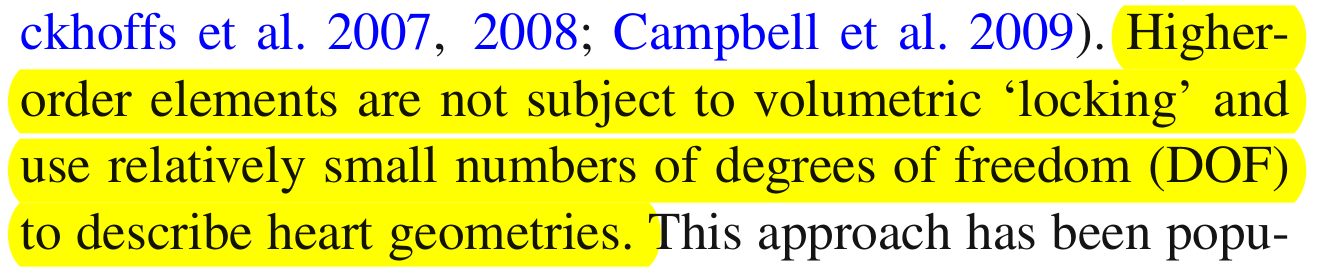 ckhoffs et al. 2007, 2008; Campbell et al. 2009). Higher-
order elements are not subject to volumetric ‘locking’ and
use relatively small numbers of degrees of freedom (DOF)
to describe heart geometries. This approach has been popu-